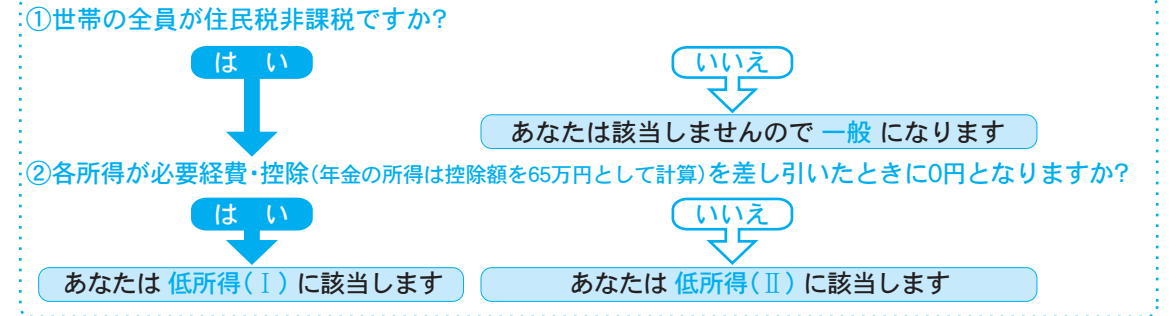 ①世帯の全員が住民税非課税ですか?
はい
いいえ
あなたは該当しませんので 一般 になります
②各所得が必要経費・控除(年金の所得は控除額を65万円として計算)を差し引いたときに0円となりますか?
はい
いいえ
あなたは 低所得(Ⅰ) に該当します
あなたは 低所得(Ⅱ) に該当します